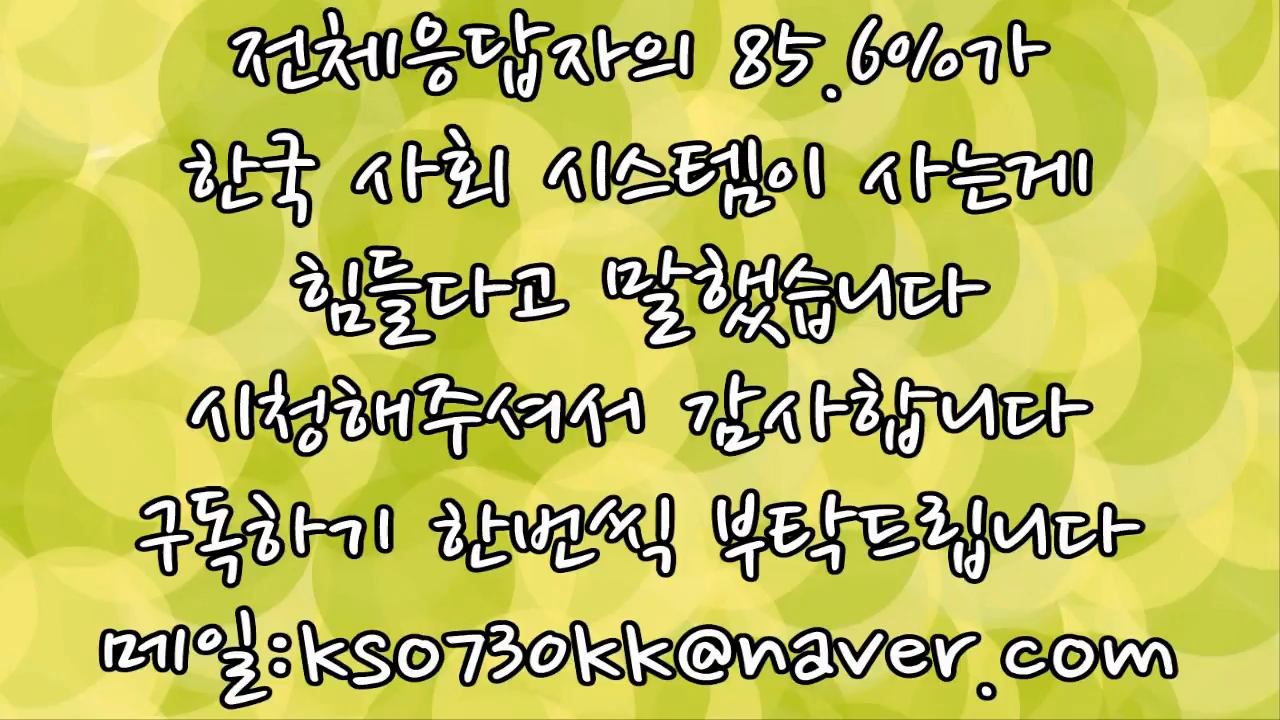 전체응답자의 85.6%가
한국 사회 시스템이 사는게
힘들다고 말했습니다
시청해주셔서 감사합니다
구독하기 한번씩 부탁드립니다
메일:kso730kk@naver.com